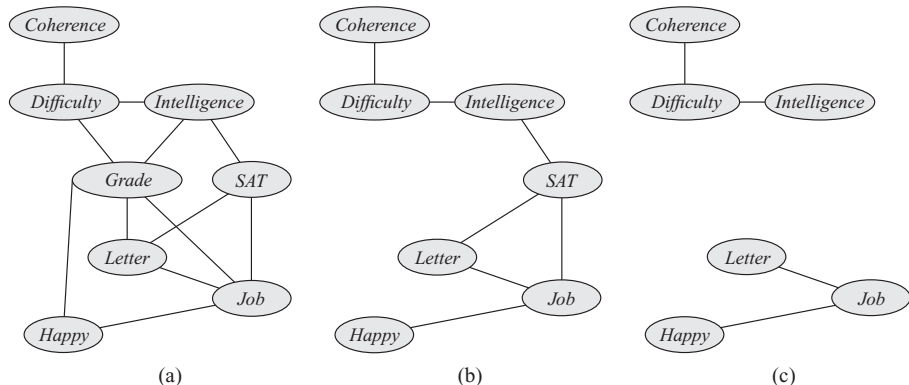 Coherence
Difficulty
Intelligence
Grade
SAT
Letter
Job
Happy
(a)
Coherence
Difficulty
Intelligence
SAT
Letter
Job
Happy
(b)
Coherence
Difficulty
Intelligence
Letter
Job
Happy
(c)